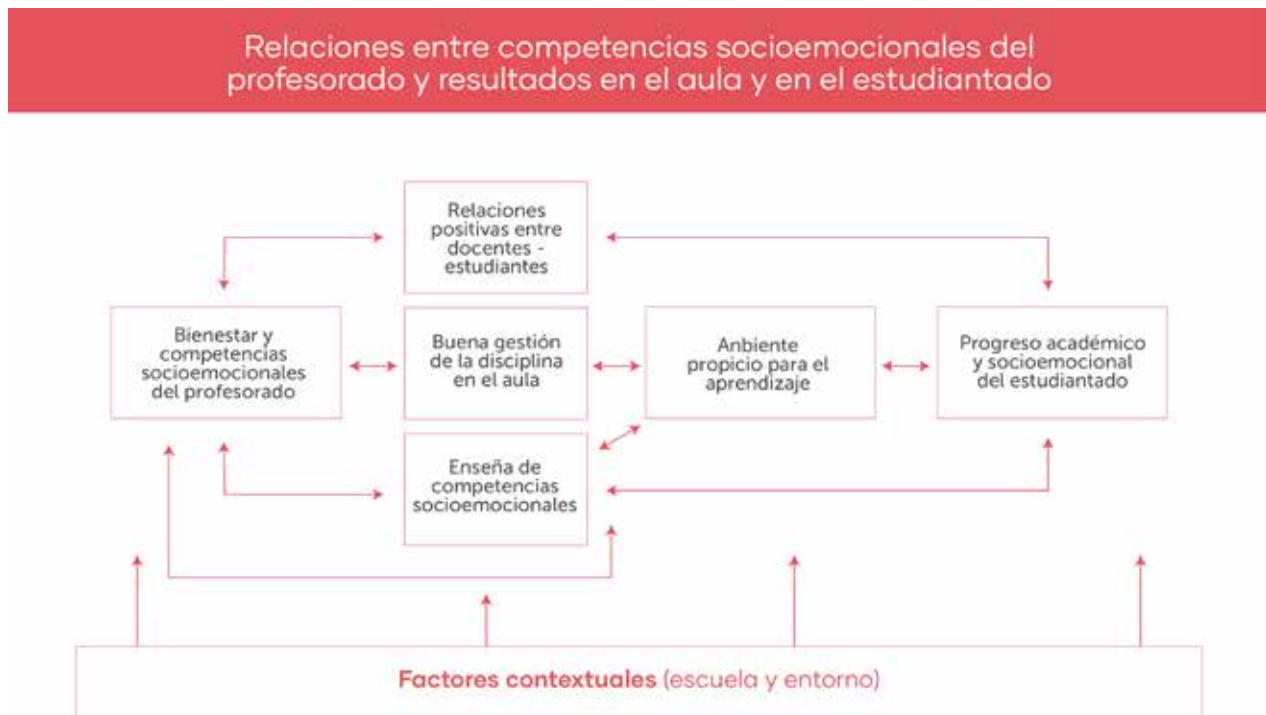 Relaciones entre competencias socioemocionales del
profesorado y resultados en el aula y en el estudiantado
Relaciones
positivas entre
docentes -
estudiantes
Bienestar y
competencias
socioemocionales
del profesorado
Buena gestión
de la disciplina
en el aula
Anbiente
propicio para el
aprendizaje
Progreso académico
y socioemocional
del estudiantado
Enseña de
competencias
socioemocionales
Factores contextuales (escuela y entorno)